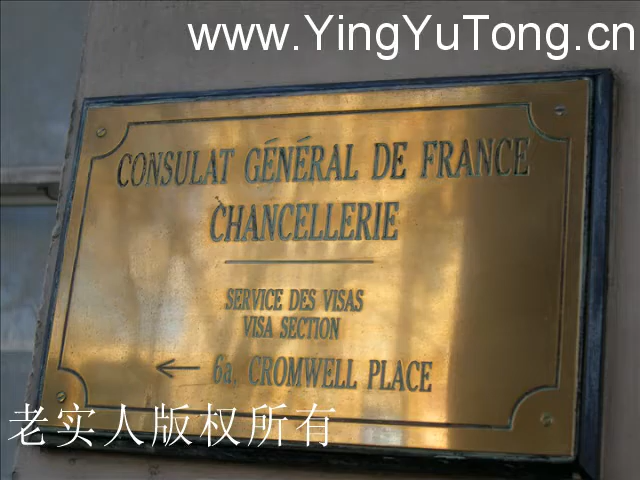 www.YingYuTong.cn
CONSULAT GÉNÉRAL DE FRANCE
CHANCELLERIE
SERVICE DES VISAS
VISA SECTION
← 6a. CROMWELL PLACE
老实人版权所有